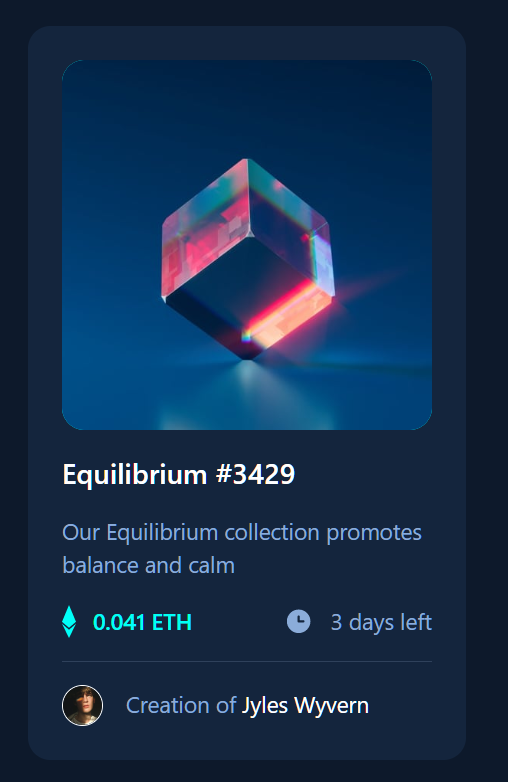 Equilibrium #3429
Our Equilibrium collection promotes
balance and calm
0.041 ETH
3 days left
Creation of Jyles Wyvern